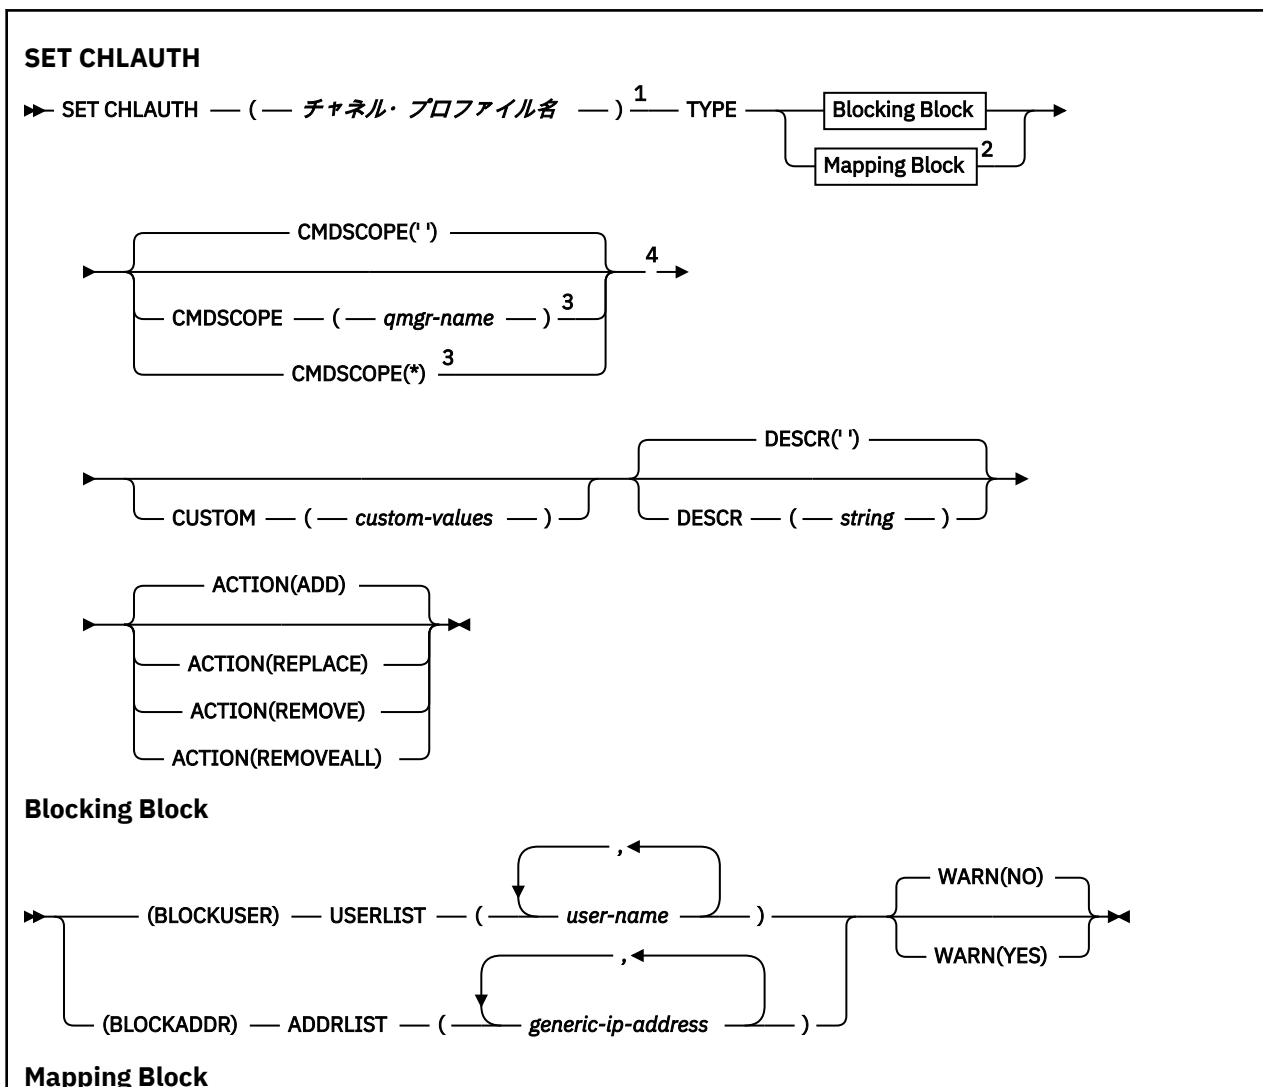 SET CHLAUTH
SET CHLAUTH ( チャネル・プロファイル名 ) 1 TYPE Blocking Block
Mapping Block 2
CMDSCOPE(' ')
4
CMDSCOPE ( qmgr-name ) 3
CMDSCOPE(*) 3
DESCR(' ')
CUSTOM ( custom-values ) DESCR ( string )
ACTION(ADD)
ACTION(REPLACE)
ACTION(REMOVE)
ACTION(REMOVEALL)
Blocking Block
,
WARN(NO)
(BLOCKUSER) USERLIST ( user-name )
WARN(YES)
,
(BLOCKADDR) ADDRLIST ( generic-ip-address )
Mapping Block